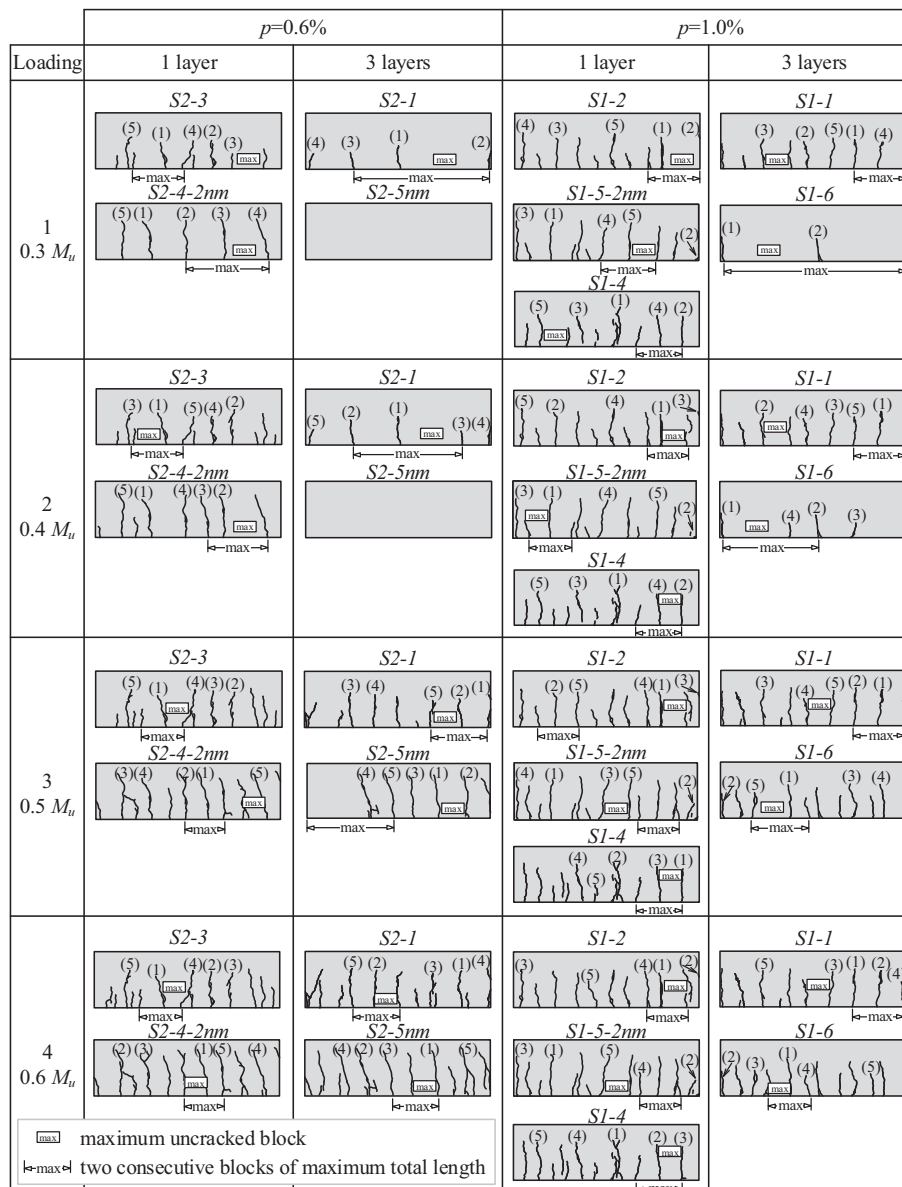 p=0.6%
p=1.0%
Loading
1 layer
3 layers
1 layer
3 layers
1
0.3 Mu
S2-3
(5) (1) (4) (2) (3) max
max
S2-4-2nm
(5) (1) (2) (3) (4) max
max
S2-1
(4) (3) (1) max (2)
max
S2-5nm
S1-2
(4) (3) (5) (1) (2) max
max
S1-5-2nm
(3) (1) (4) (5) max (2)
max
S1-4
(5) max (3) (1) (4) (2)
max
S1-1
(3) max (2) (5) (1) (4)
max
S1-6
(1) max (2)
max
2
0.4 Mu
S2-3
(3) max (1) (5) (4) (2)
max
S2-4-2nm
(5) (1) (4) (3) (2) max
max
S2-1
(5) (2) (1) max (3) (4)
max
S2-5nm
S1-2
(5) (2) (4) (1) max (3)
max
S1-5-2nm
(3) max (1) (4) (5) (2)
max
S1-4
(5) (3) (1) (4) max (2)
max
S1-1
(2) max (4) (3) (5) (1)
max
S1-6
(1) max (4) (2) (3)
max
3
0.5 Mu
S2-3
(5) (1) max (4) (3) (2)
max
S2-4-2nm
(3) (4) (2) (1) max (5)
max
S2-1
(3) (4) (5) max (2) (1)
max
S2-5nm
(4) (5) (3) (1) max (2)
max
S1-2
(2) (5) (4) (1) max (3)
max
S1-5-2nm
(4) (1) (3) max (5) (2)
max
S1-4
(4) (5) (2) (3) max (1)
max
S1-1
(3) (4) max (5) (2) (1)
max
S1-6
(2) (5) max (1) (3) (4)
max
4
0.6 Mu
S2-3
(5) (1) max (4) (2) (3)
max
S2-4-2nm
(2) (3) max (1) (5) (4)
max
S2-1
(5) (2) max (3) (1) (4)
max
S2-5nm
(4) (2) (3) max (1) (5)
max
S1-2
(3) (5) (4) (1) max (2)
max
S1-5-2nm
(3) (1) (5) max (4) (2)
max
S1-4
(5) (4) (1) (2) max (3)
max
S1-1
(5) max (3) (1) (2) (4)
max
S1-6
(2) (3) max (1) (4) (5)
max
max maximum uncracked block
max two consecutive blocks of maximum total length